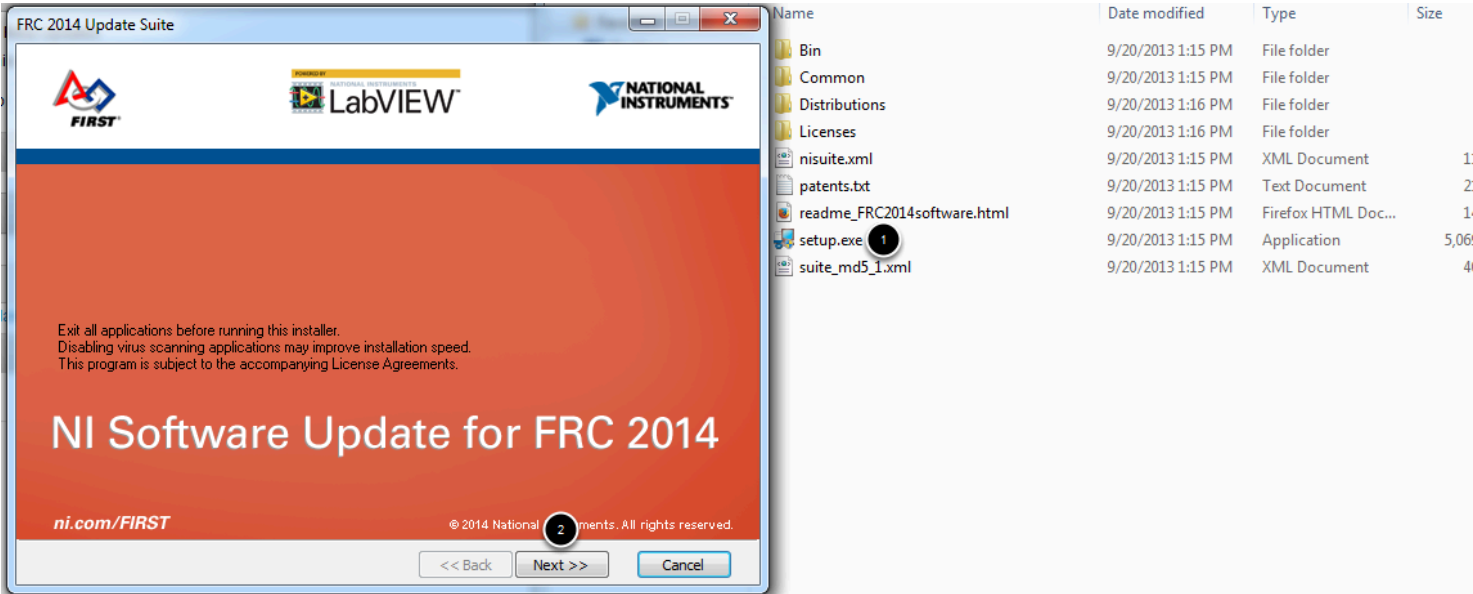 FRC 2014 Update Suite
FIRST
POWERED BY
NATIONAL INSTRUMENTS
LabVIEW
NATIONAL
INSTRUMENTS
Exit all applications before running this installer.
Disabling virus scanning applications may improve installation speed.
This program is subject to the accompanying License Agreements.
NI Software Update for FRC 2014
ni.com/FIRST
© 2014 National ments. All rights reserved.
2
<< Back Next >> Cancel
Name Date modified Type Size
Bin 9/20/2013 1:15 PM File folder
Common 9/20/2013 1:15 PM File folder
Distributions 9/20/2013 1:16 PM File folder
Licenses 9/20/2013 1:16 PM File folder
nisuite.xml 9/20/2013 1:15 PM XML Document
patents.txt 9/20/2013 1:15 PM Text Document
readme_FRC2014software.html 9/20/2013 1:15 PM Firefox HTML Doc...
setup.exe 1 9/20/2013 1:15 PM Application 5,069
suite_md5_1.xml 9/20/2013 1:15 PM XML Document